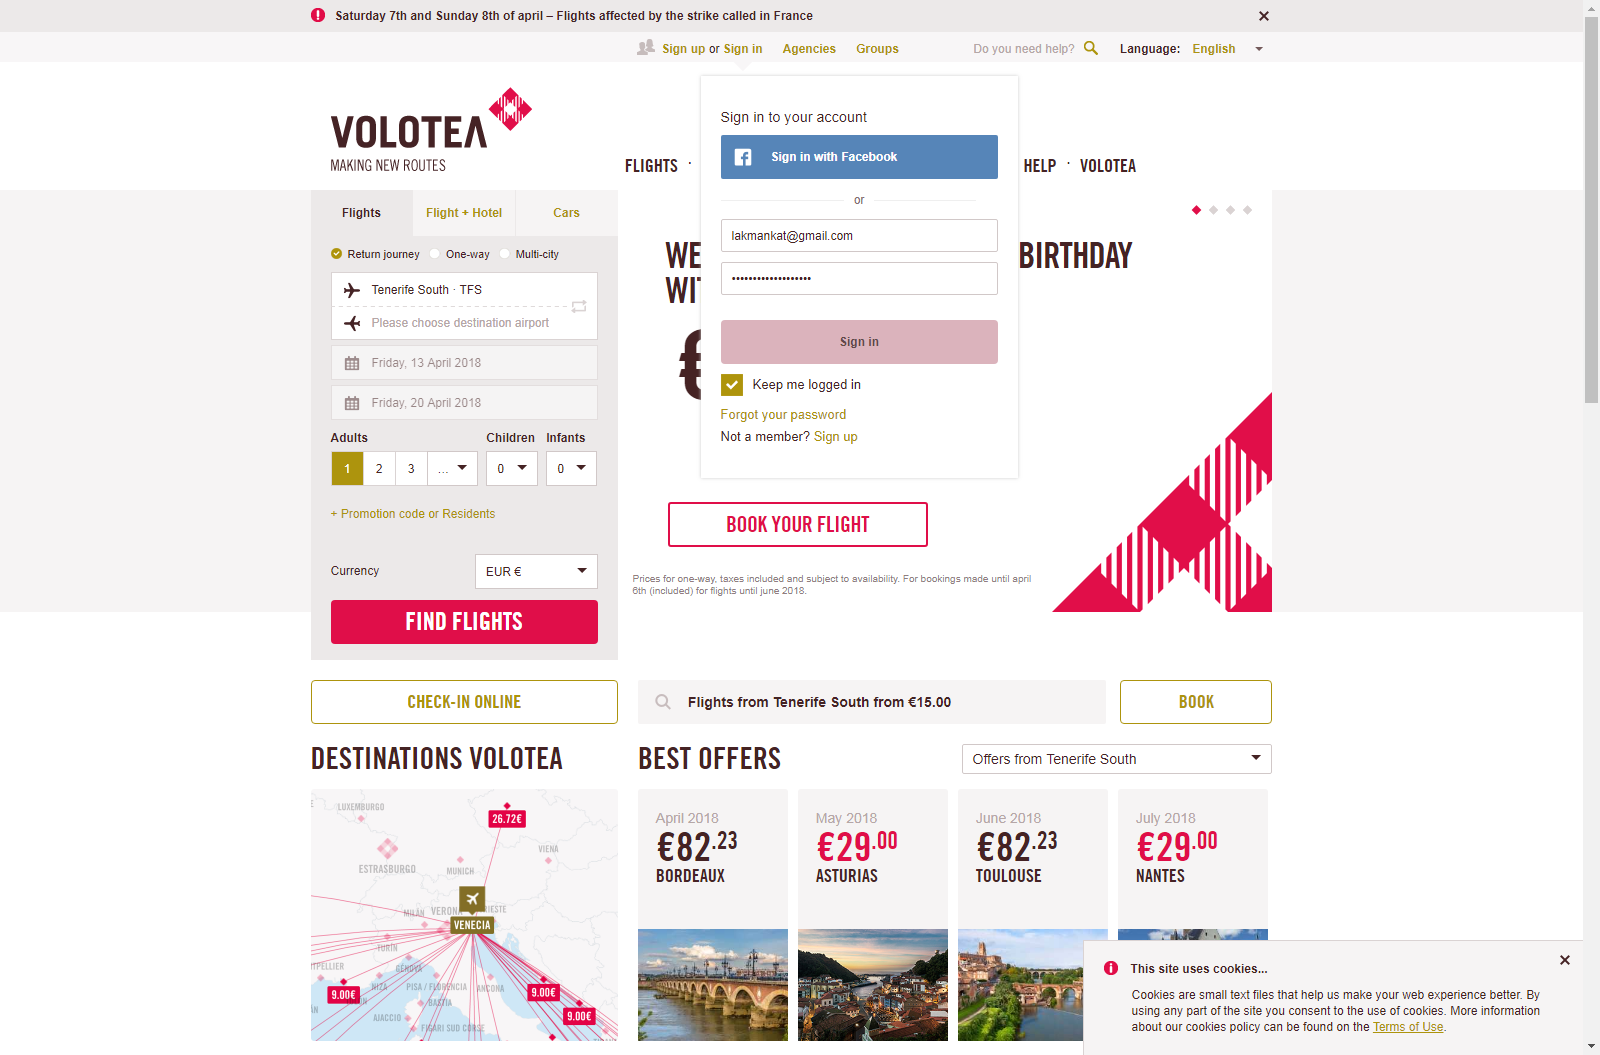 Saturday 7th and Sunday 8th of april – Flights affected by the strike called in France
Sign up or Sign in
Agencies
Groups
Do you need help?
Language: English
VOLOTEA
MAKING NEW ROUTES
FLIGHTS ·
HELP · VOLOTEA
Sign in to your account
Sign in with Facebook
or
lakmankat@gmail.com
•••••••••••••••••••
Sign in
Keep me logged in
Forgot your password
Not a member? Sign up
Flights
Flight + Hotel
Cars
Return journey
One-way
Multi-city
Tenerife South · TFS
Please choose destination airport
Friday, 13 April 2018
Friday, 20 April 2018
Adults
Children
Infants
1
2
3
...
0
0
+ Promotion code or Residents
Currency
EUR €
FIND FLIGHTS
WE
BIRTHDAY
WI
€
BOOK YOUR FLIGHT
Prices for one-way, taxes included and subject to availability. For bookings made until april
6th (included) for flights until june 2018.
CHECK-IN ONLINE
Flights from Tenerife South from €15.00
BOOK
DESTINATIONS VOLOTEA
BEST OFFERS
Offers from Tenerife South
LUXEMBURGO
26.72€
ESTRASBURGO
MUNICH
VIENA
MILÁN
VERONA
VENECIA
TURÍN
GÉNOVA
NIZA
PISA / FLORENCIA
ANCONA
BASTIA
AJACCIO
FIGARI SUD CORSE
9.00€
9.00€
9.00€
April 2018
€82.23
BORDEAUX
May 2018
€29.00
ASTURIAS
June 2018
€82.23
TOULOUSE
July 2018
€29.00
NANTES
This site uses cookies...
Cookies are small text files that help us make your web experience better. By
using any part of the site you consent to the use of cookies. More information
about our cookies policy can be found on the Terms of Use.